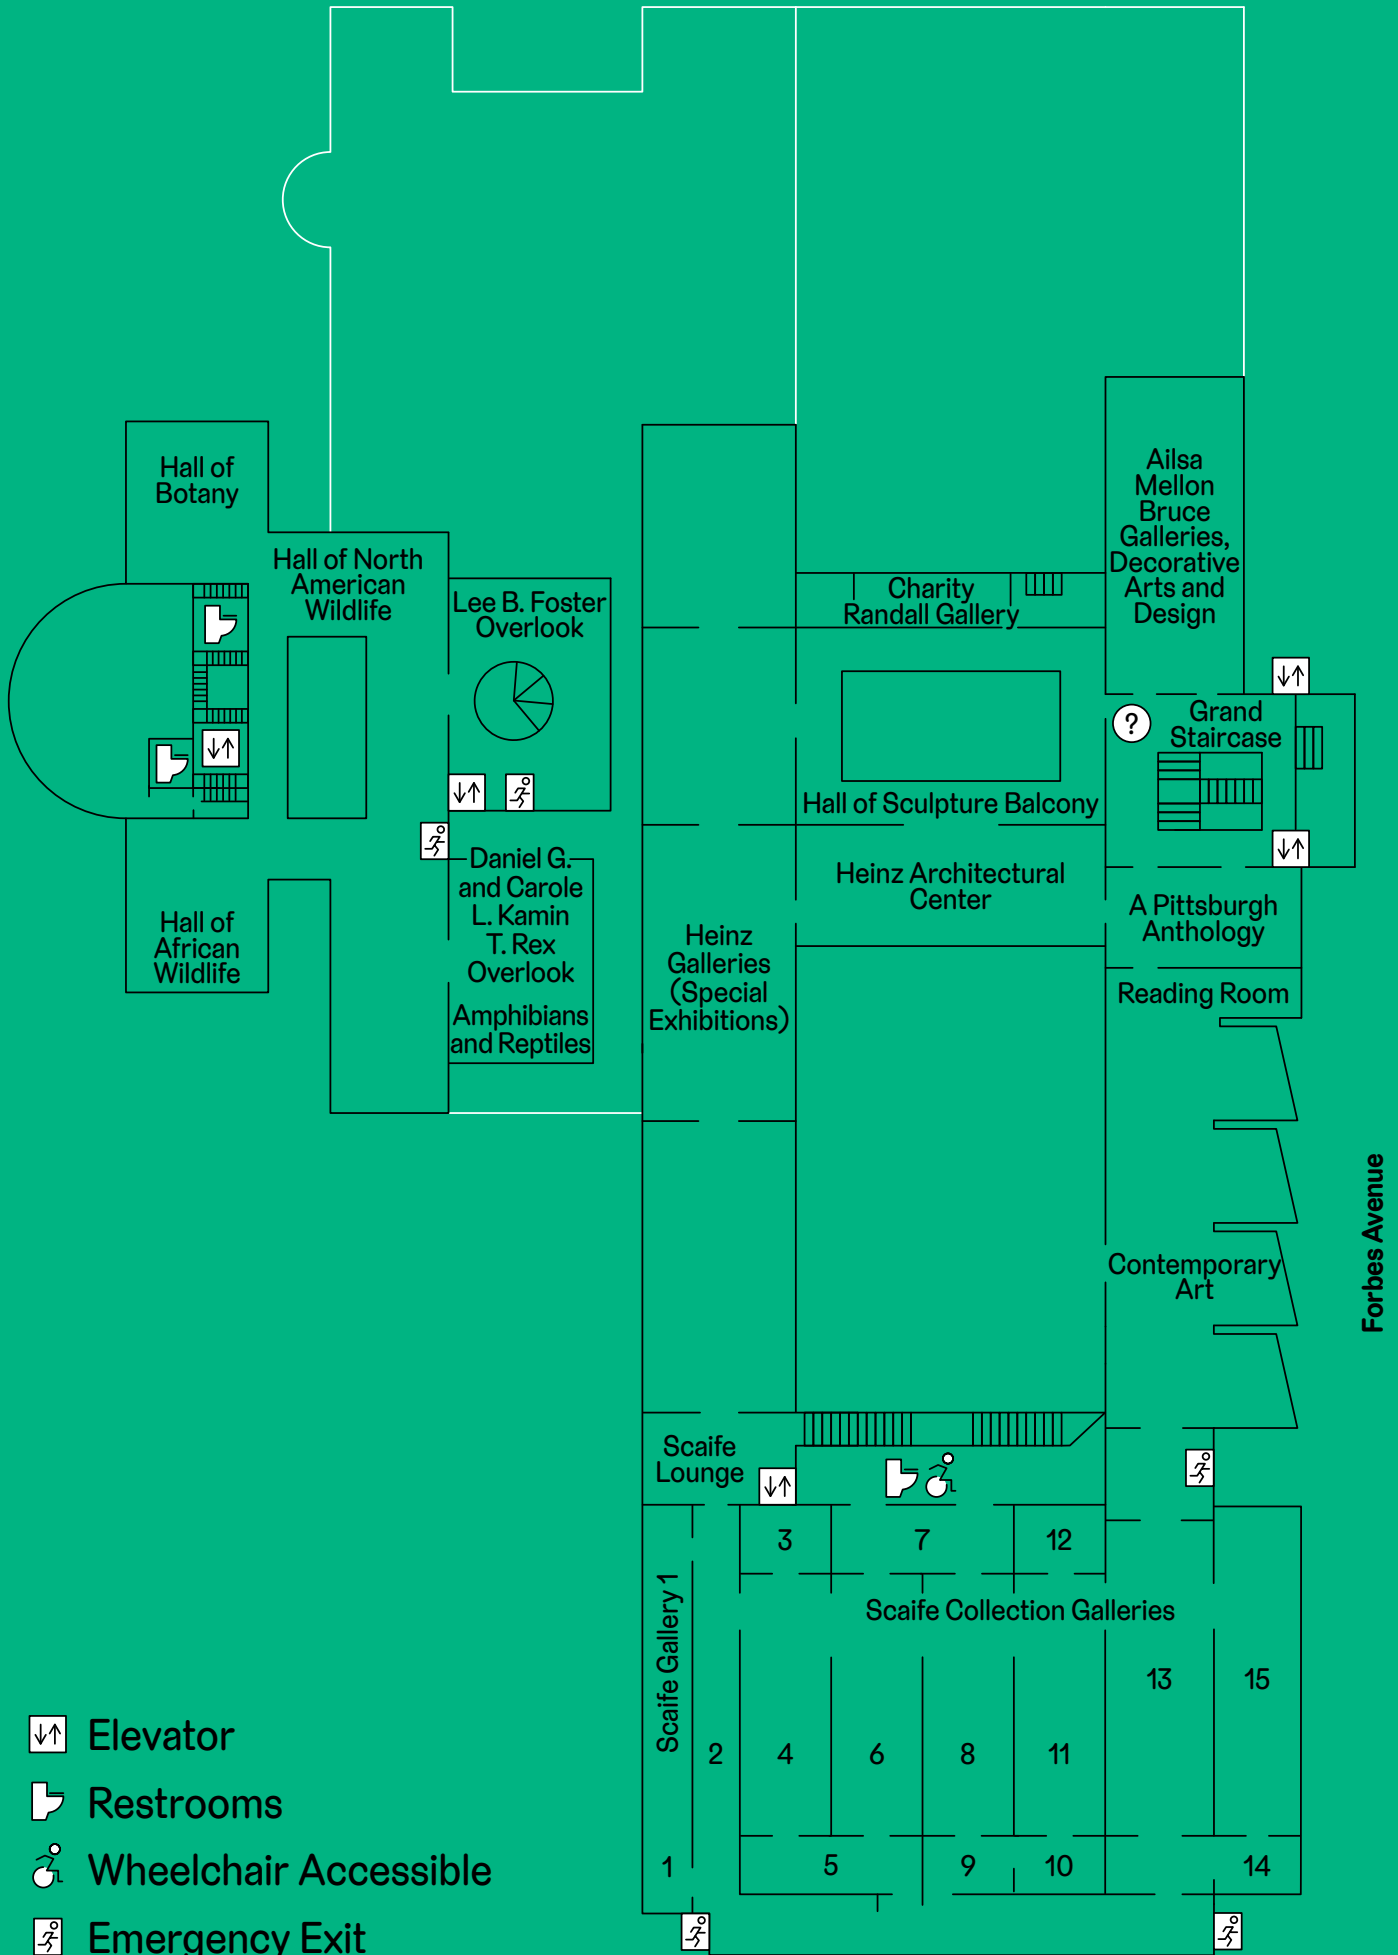 Hall of
Botany
Hall of North
American
Wildlife
Lee B. Foster
Overlook
Charity
Randall Gallery
Ailsa
Mellon
Bruce
Galleries,
Decorative
Arts and
Design
?
Grand
Staircase
Hall of Sculpture Balcony
Daniel G.
and Carole
L. Kamin
T. Rex
Overlook
Amphibians
and Reptiles
Hall of
African
Wildlife
Heinz Architectural
Center
A Pittsburgh
Anthology
Heinz
Galleries
(Special
Exhibitions)
Reading Room
Contemporary
Art
Forbes Avenue
Scaife
Lounge
3
7
12
Scaife Gallery 1
Scaife Collection Galleries
13
15
2
4
6
8
11
1
5
9
10
14
Elevator
Restrooms
Wheelchair Accessible
Emergency Exit